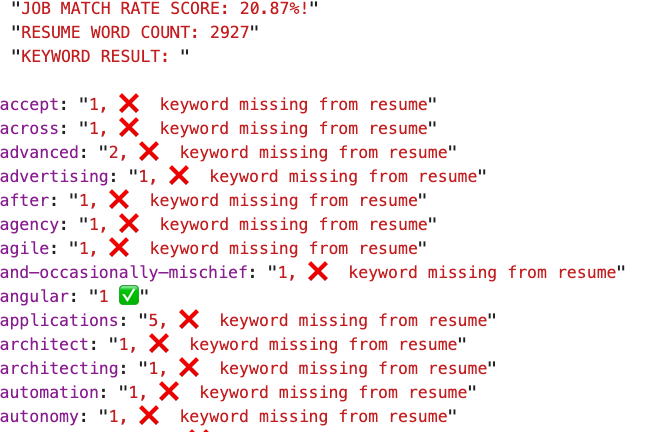 "JOB MATCH RATE SCORE: 20.87%!"
"RESUME WORD COUNT: 2927"
"KEYWORD RESULT: "
accept: "1, ❌ keyword missing from resume"
across: "1, ❌ keyword missing from resume"
advanced: "2, ❌ keyword missing from resume"
advertising: "1, ❌ keyword missing from resume"
after: "1, ❌ keyword missing from resume"
agency: "1, ❌ keyword missing from resume"
agile: "1, ❌ keyword missing from resume"
and—occasionally—mischief: "1, ❌ keyword missing from resume"
angular: "1 ✅"
applications: "5, ❌ keyword missing from resume"
architect: "1, ❌ keyword missing from resume"
architecting: "1, ❌ keyword missing from resume"
automation: "1, ❌ keyword missing from resume"
autonomy: "1, ❌ keyword missing from resume"